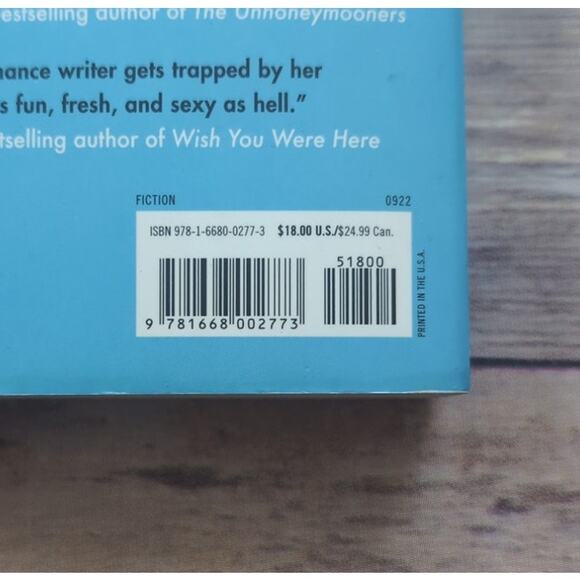 estselling author of The Unhoneymooners
nance writer gets trapped by her
s fun, fresh, and sexy as hell."
tselling author of Wish You Were Here
FICTION 0922
ISBN 978-1-6680-0277-3 $18.00 U.S./$24.99 Can.
51800
9 781668 002773
PRINTED IN THE U.S.A.